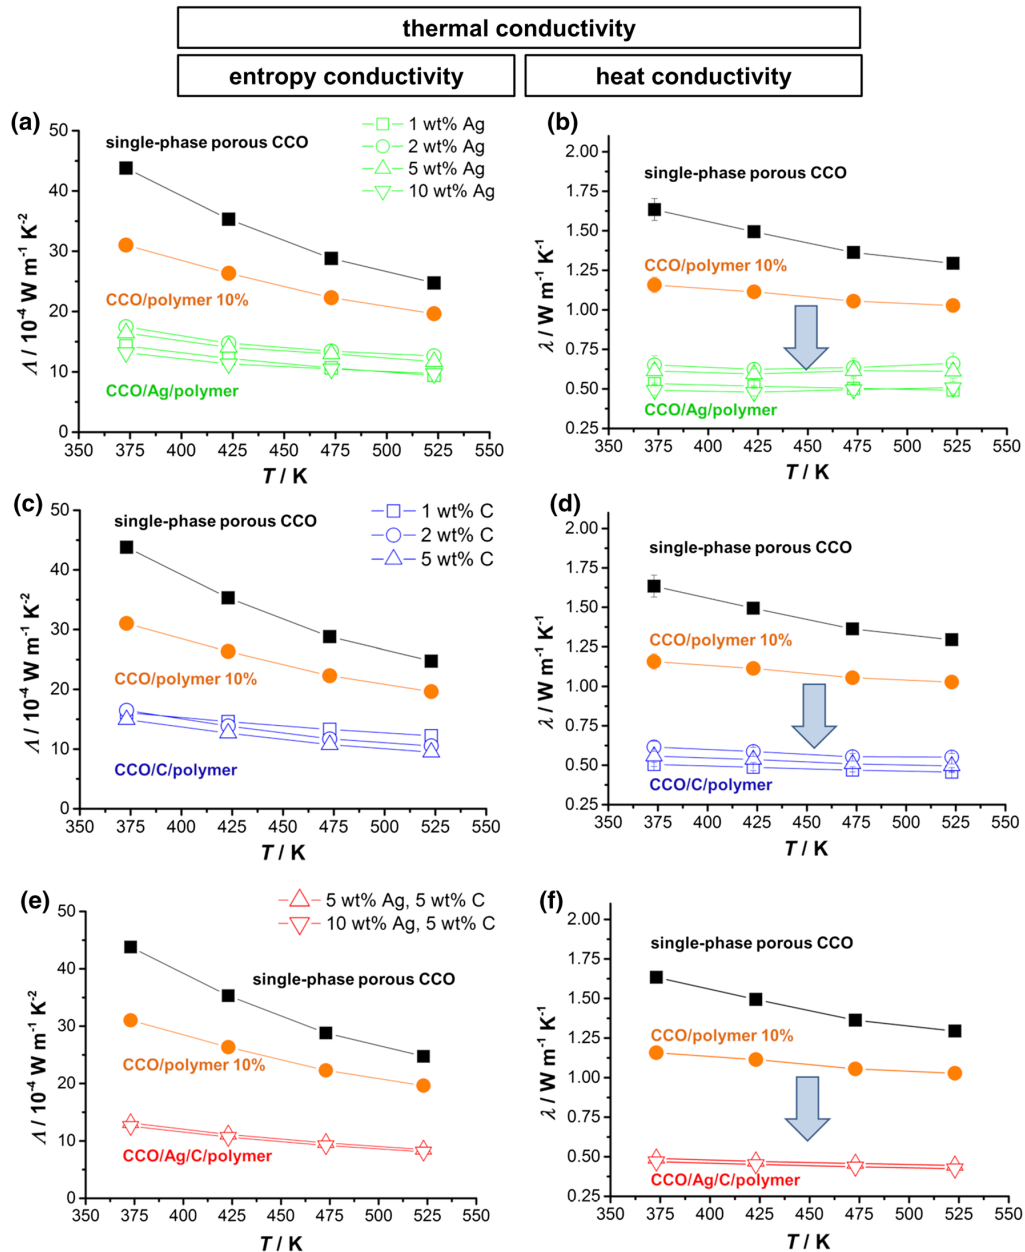 thermal conductivity
entropy conductivity
heat conductivity
(a)
single-phase porous CCO
1 wt% Ag
2 wt% Ag
5 wt% Ag
10 wt% Ag
50
40
30
20
10
0
Λ / 10⁻⁴ W m⁻¹ K⁻²
CCO/polymer 10%
CCO/Ag/polymer
350 375 400 425 450 475 500 525 550
T / K
(b)
single-phase porous CCO
2.00
1.75
1.50
1.25
1.00
0.75
0.50
0.25
λ / W m⁻¹ K⁻¹
CCO/polymer 10%
CCO/Ag/polymer
350 375 400 425 450 475 500 525 550
T / K
(c)
single-phase porous CCO
1 wt% C
2 wt% C
5 wt% C
50
40
30
20
10
0
Λ / 10⁻⁴ W m⁻¹ K⁻²
CCO/polymer 10%
CCO/C/polymer
350 375 400 425 450 475 500 525 550
T / K
(d)
single-phase porous CCO
2.00
1.75
1.50
1.25
1.00
0.75
0.50
0.25
λ / W m⁻¹ K⁻¹
CCO/polymer 10%
CCO/C/polymer
350 375 400 425 450 475 500 525 550
T / K
(e)
5 wt% Ag, 5 wt% C
10 wt% Ag, 5 wt% C
single-phase porous CCO
50
40
30
20
10
0
Λ / 10⁻⁴ W m⁻¹ K⁻²
CCO/polymer 10%
CCO/Ag/C/polymer
350 375 400 425 450 475 500 525 550
T / K
(f)
single-phase porous CCO
2.00
1.75
1.50
1.25
1.00
0.75
0.50
0.25
λ / W m⁻¹ K⁻¹
CCO/polymer 10%
CCO/Ag/C/polymer
350 375 400 425 450 475 500 525 550
T / K